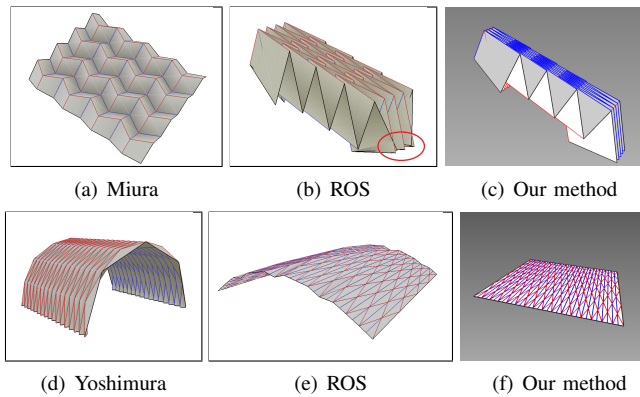 (a) Miura
(b) ROS
(c) Our method
(d) Yoshimura
(e) ROS
(f) Our method